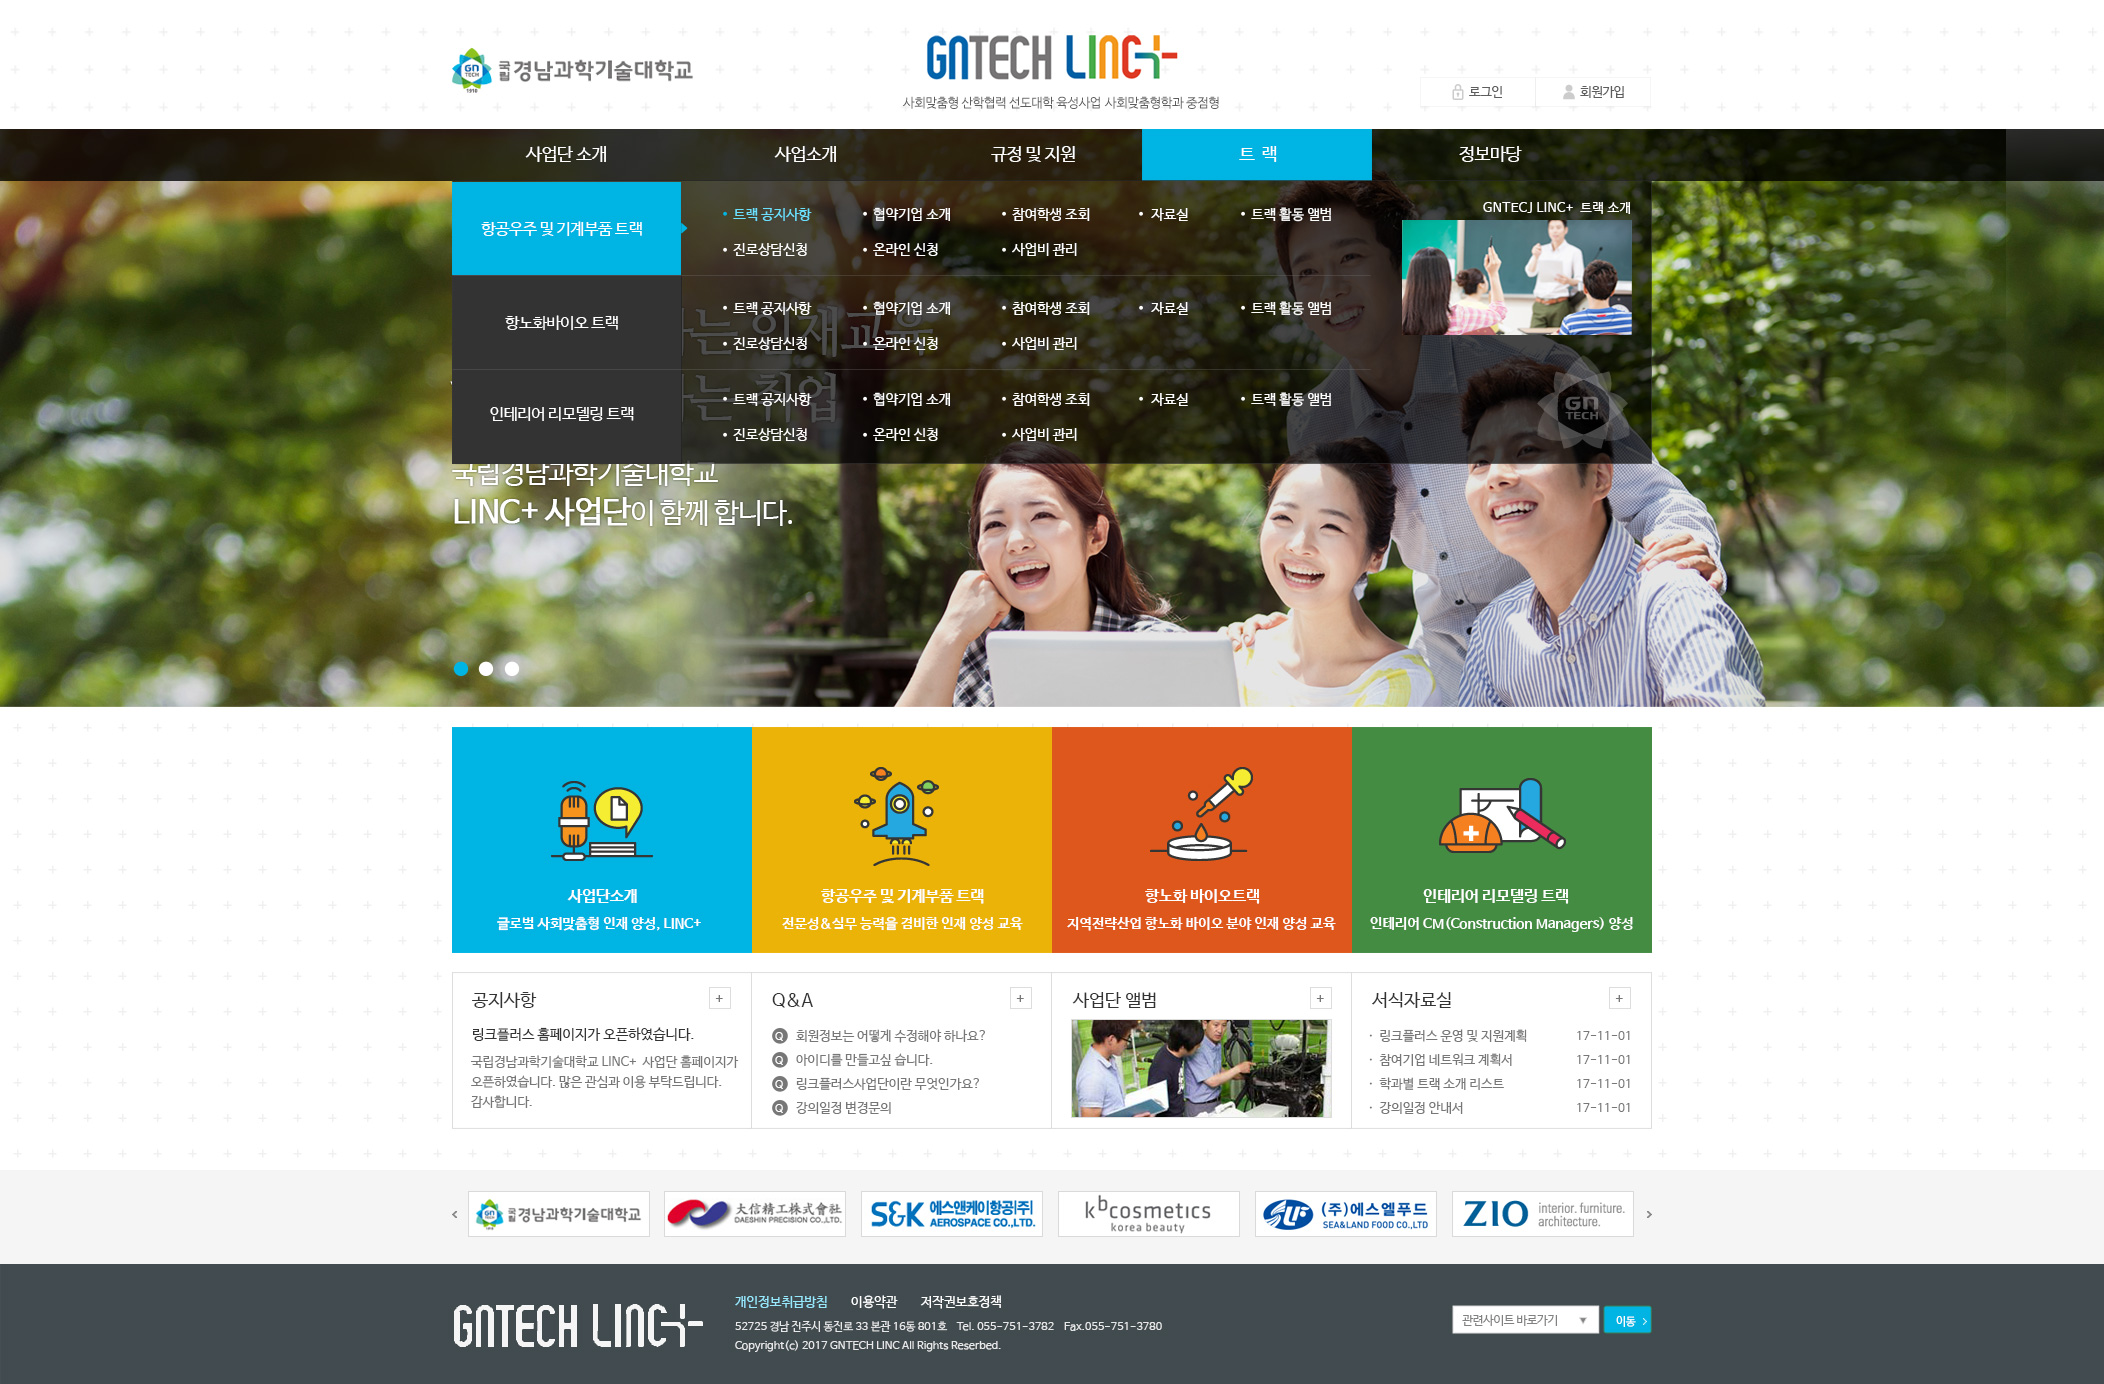 GN
TECH
1910
국립 경남과학기술대학교
GNTECH LINC+
사회맞춤형 산학협력 선도대학 육성사업 사회맞춤형학과 중점형
로그인
회원가입
사업단 소개
사업소개
규정 및 지원
트 랙
정보마당
항공우주 및 기계부품 트랙
• 트랙 공지사항
• 협약기업 소개
• 참여학생 조회
• 자료실
• 트랙 활동 앨범
• 진로상담신청
• 온라인 신청
• 사업비 관리
GNTECJ LINC+ 트랙 소개
항노화바이오 트랙
• 트랙 공지사항
• 협약기업 소개
• 참여학생 조회
• 자료실
• 트랙 활동 앨범
• 진로상담신청
• 온라인 신청
• 사업비 관리
인테리어 리모델링 트랙
• 트랙 공지사항
• 협약기업 소개
• 참여학생 조회
• 자료실
• 트랙 활동 앨범
• 진로상담신청
• 온라인 신청
• 사업비 관리
GN
TECH
는 인재교육
는 취업
국립경남과학기술대학교
LINC+ 사업단이 함께 합니다.
사업단소개
글로벌 사회맞춤형 인재 양성, LINC+
항공우주 및 기계부품 트랙
전문성&실무 능력을 겸비한 인재 양성 교육
항노화 바이오트랙
지역전략산업 항노화 바이오 분야 인재 양성 교육
인테리어 리모델링 트랙
인테리어 CM(Construction Managers) 양성
공지사항 +
링크플러스 홈페이지가 오픈하였습니다.
국립경남과학기술대학교 LINC+ 사업단 홈페이지가
오픈하였습니다. 많은 관심과 이용 부탁드립니다.
감사합니다.
Q&A +
Q 회원정보는 어떻게 수정해야 하나요?
Q 아이디를 만들고싶 습니다.
Q 링크플러스사업단이란 무엇인가요?
Q 강의일정 변경문의
사업단 앨범 +
서식자료실 +
· 링크플러스 운영 및 지원계획 17-11-01
· 참여기업 네트워크 계획서 17-11-01
· 학과별 트랙 소개 리스트 17-11-01
· 강의일정 안내서 17-11-01
국립 경남과학기술대학교
大信精工株式會社
DAESHIN PRECISION CO.,LTD.
S&K 에스앤케이항공(주)
AEROSPACE CO.,LTD.
kbcosmetics
korea beauty
SLF (주)에스엘푸드
SEA&LAND FOOD CO.,LTD
ZIO interior. furniture.
architecture.
GNTECH LINC+
개인정보취급방침 이용약관 저작권보호정책
52725 경남 진주시 동진로 33 본관 16동 801호 Tel. 055-751-3782 Fax.055-751-3780
Copyright(c) 2017 GNTECH LINC All Rights Reserbed.
관련사이트 바로가기 ▼
이동 >